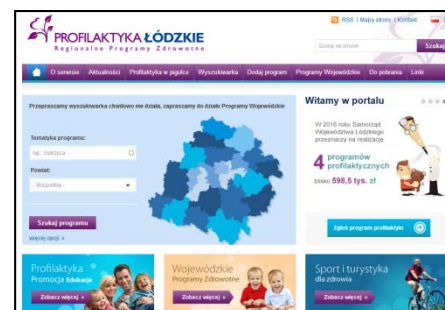 RSS | Mapa strony | Kontakt
PROFILAKTYKA ŁÓDZKIE
Regionalne Programy Zdrowotne
Szukaj na stronie
Szukaj
O serwisie Aktualności Profilaktyka w pigułce Wyszukiwarka Dodaj program Programy Wojewódzkie Do pobrania Linki
Przepraszamy wyszukiwarka chwilowo nie działa, zapraszamy do działu Programy Wojewódzkie
Tematyka programu:
np.: cukrzyca
Powiat:
- Wszystkie -
Szukaj programu
więcej opcji »
Witamy w portalu
W 2016 roku Samorząd
Województwa Łódzkiego
przeznaczy na realizację
4 programów
profilaktycznych
blisko 598,5 tys. zł
Zgłoś program profilaktyki
Profilaktyka
Promocja Edukacja
Zobacz więcej »
Wojewódzkie
Programy Zdrowotne
Zobacz więcej »
Sport i turystyka
dla zdrowia
Zobacz więcej »